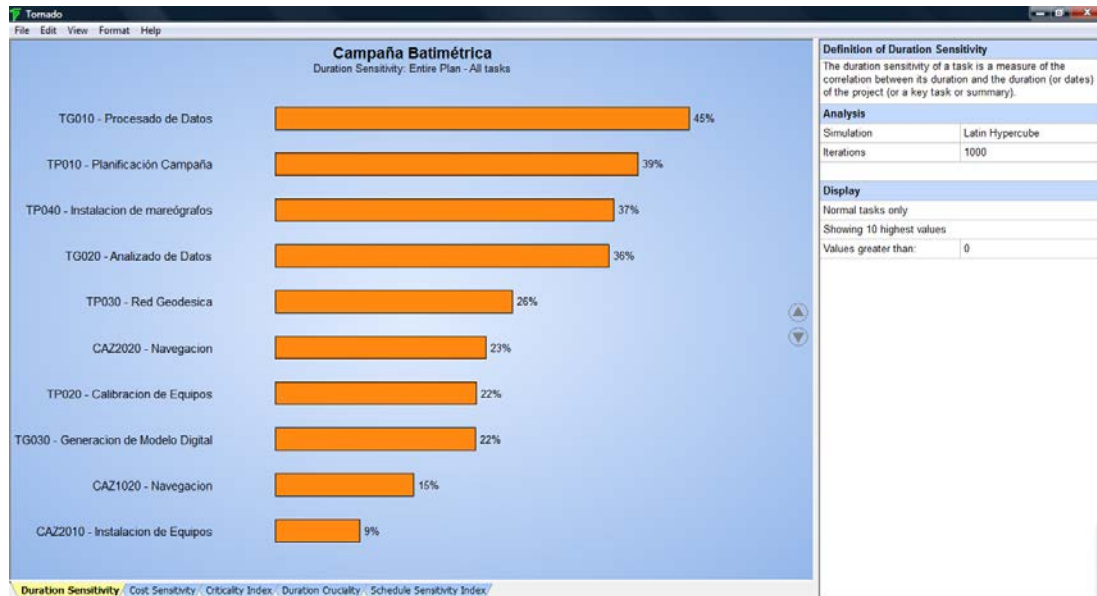 Tornado
File Edit View Format Help
Campaña Batimétrica
Duration Sensitivity: Entire Plan - All tasks
TG010 - Procesado de Datos 45%
TP010 - Planificación Campaña 39%
TP040 - Instalacion de mareógrafos 37%
TG020 - Analizado de Datos 36%
TP030 - Red Geodesica 26%
CAZ2020 - Navegacion 23%
TP020 - Calibracion de Equipos 22%
TG030 - Generacion de Modelo Digital 22%
CAZ1020 - Navegacion 15%
CAZ2010 - Instalacion de Equipos 9%
Duration Sensitivity Cost Sensitivity Criticality Index Duration Cruciality Schedule Sensitivity Index
Definition of Duration Sensitivity
The duration sensitivity of a task is a measure of the
correlation between its duration and the duration (or dates)
of the project (or a key task or summary).
Analysis
Simulation Latin Hypercube
Iterations 1000
Display
Normal tasks only
Showing 10 highest values
Values greater than: 0